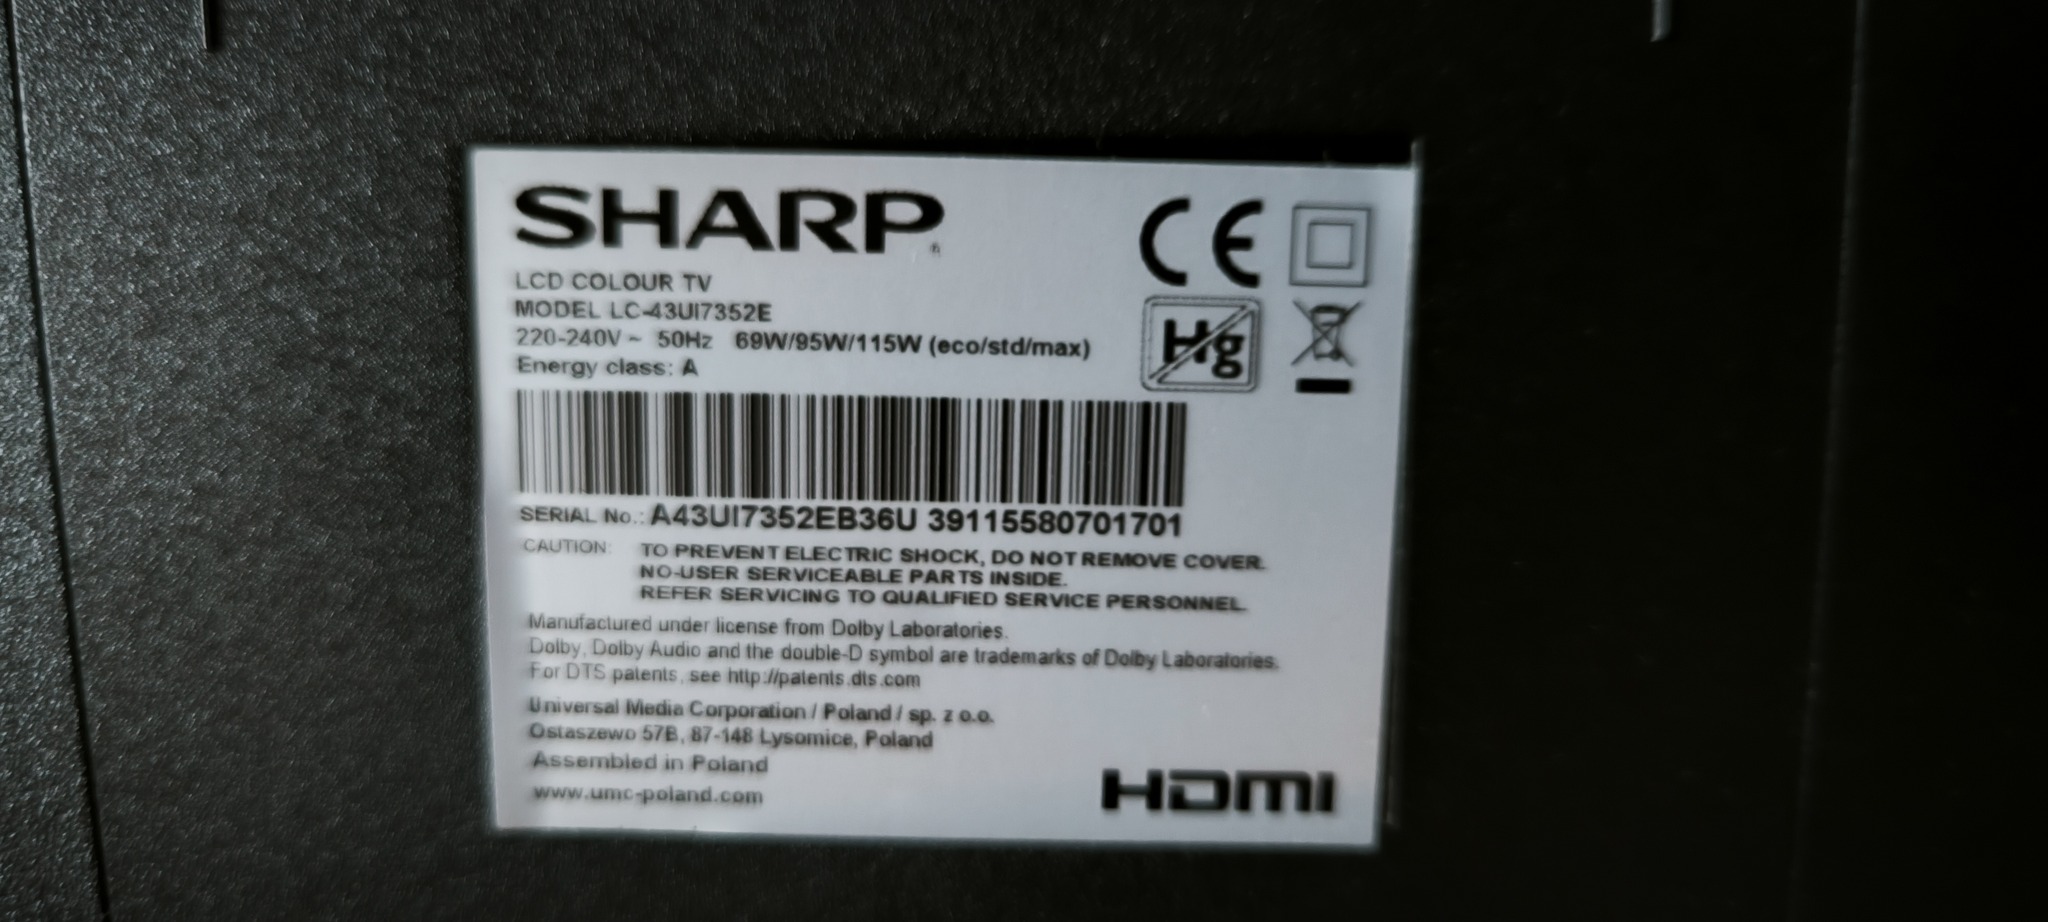 SHARP
LCD COLOUR TV
MODEL LC-43UI7352E
220-240V ~ 50Hz 69W/95W/115W (eco/std/max)
Energy class: A
CE
Hg
SERIAL No.: A43UI7352EB36U 39115580701701
CAUTION: TO PREVENT ELECTRIC SHOCK, DO NOT REMOVE COVER.
NO-USER SERVICEABLE PARTS INSIDE.
REFER SERVICING TO QUALIFIED SERVICE PERSONNEL.
Manufactured under license from Dolby Laboratories.
Dolby, Dolby Audio and the double-D symbol are trademarks of Dolby Laboratories.
For DTS patents, see http://patents.dts.com
Universal Media Corporation / Poland / sp. z o.o.
Ostaszewo 57B, 87-148 Lysomice, Poland
Assembled in Poland
www.umc-poland.com
HDMI